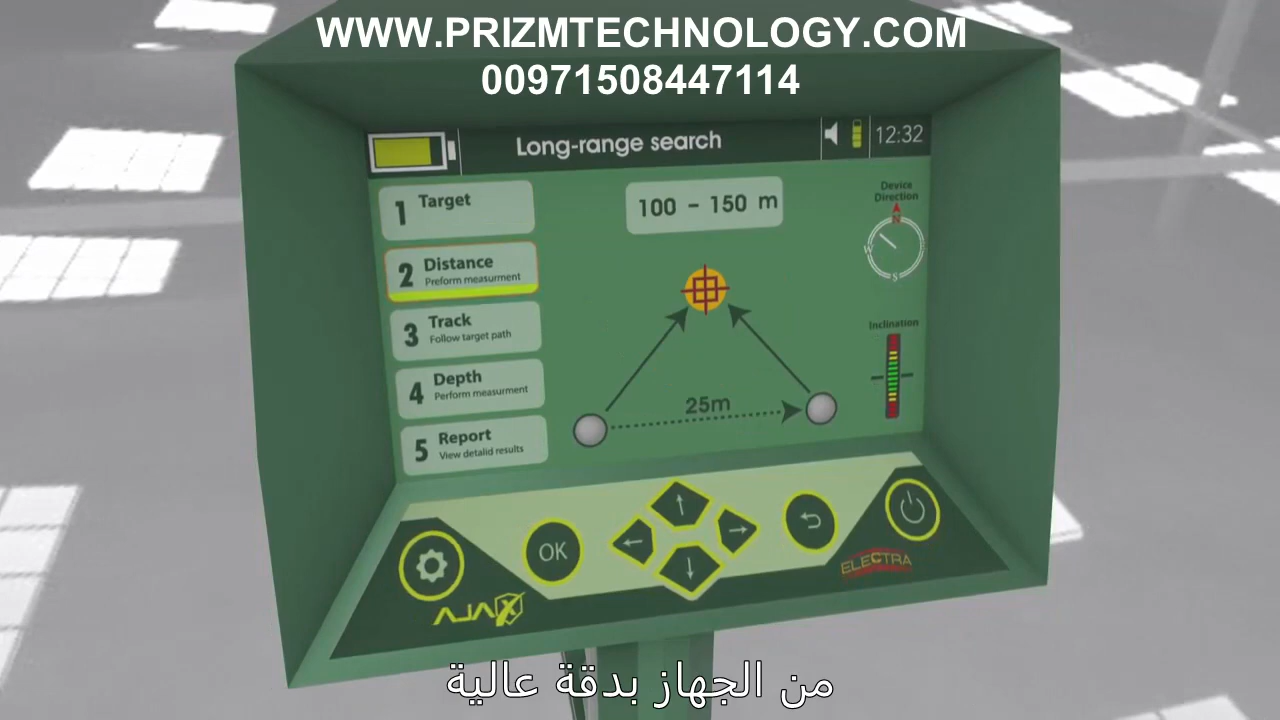 WWW.PRIZMTECHNOLOGY.COM
00971508447114
Long-range search
12:32
1 Target
2 Distance
Preform measurment
3 Track
Follow target path
4 Depth
Perform measurment
5 Report
View detalid results
100 - 150 m
25m
Device
Direction
N
W
S
Inclination
OK
AJAX
ELECTRA
من الجهاز بدقة عالية